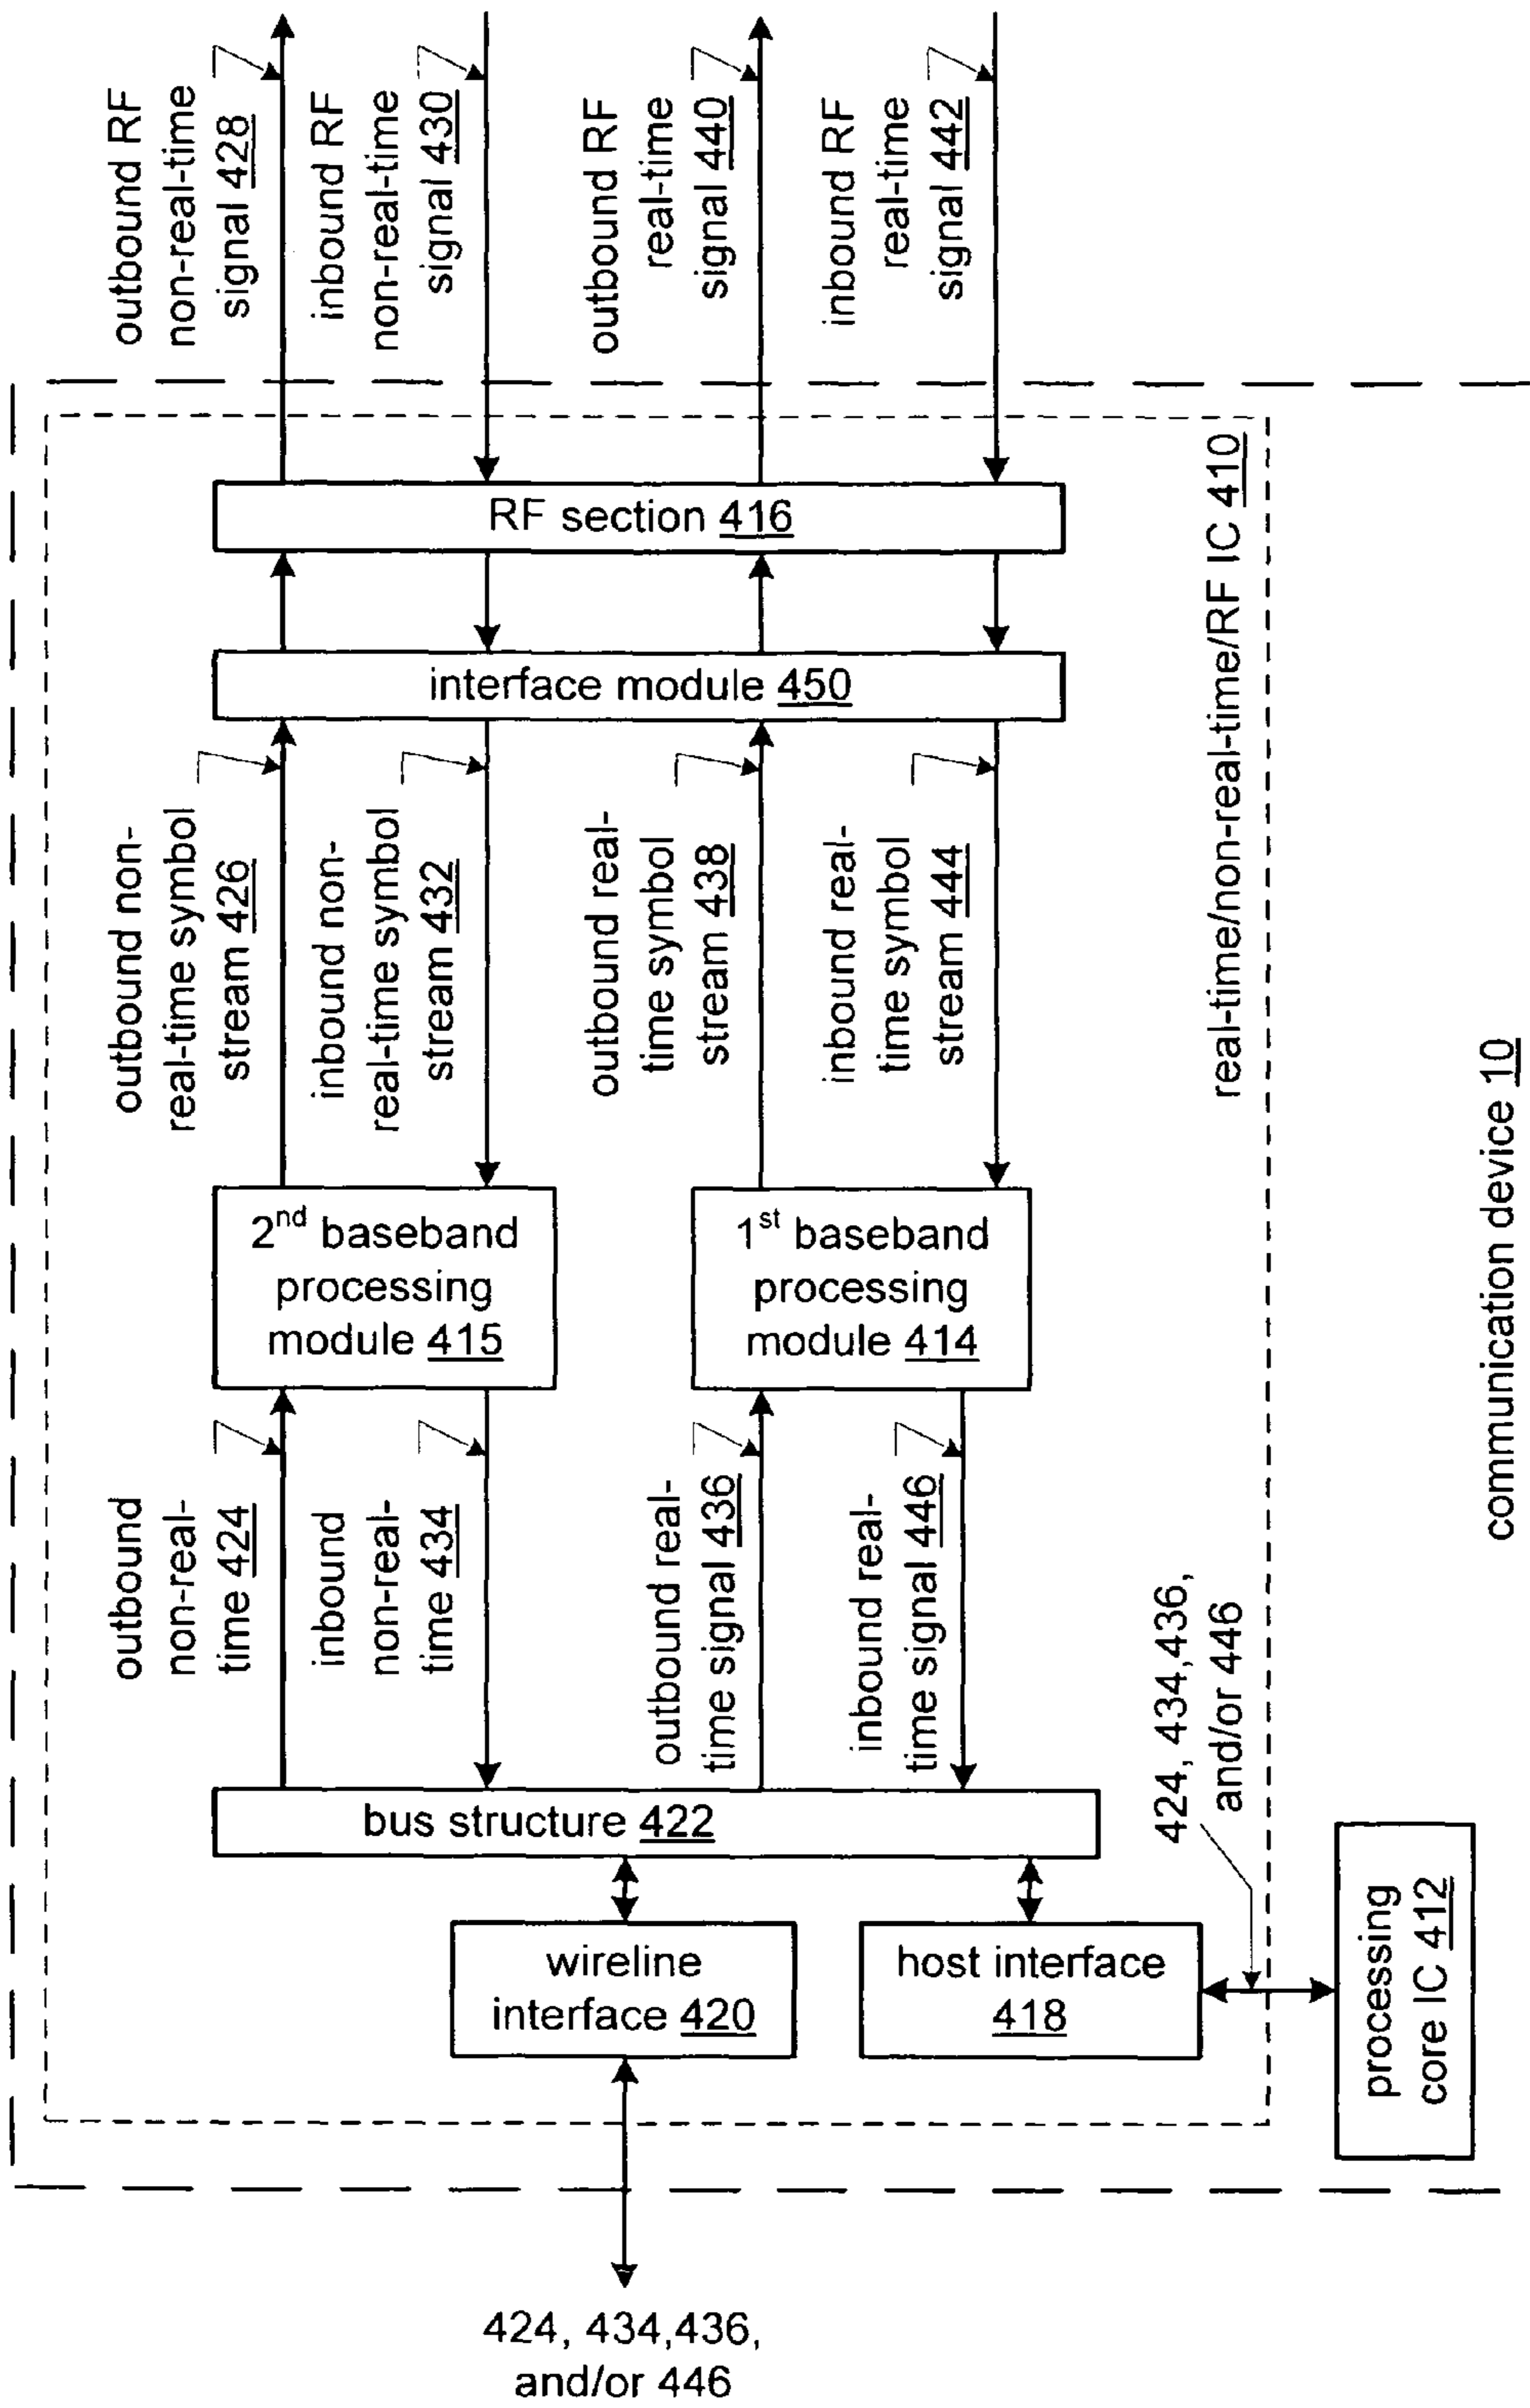 outbound RF
non-real-time
signal 428
inbound RF
non-real-time
signal 430
outbound RF
real-time
signal 440
inbound RF
real-time
signal 442
RF section 416
interface module 450
real-time/non-real-time/RF IC 410
outbound non-
real-time symbol
stream 426
inbound non-
real-time symbol
stream 432
outbound real-
time symbol
stream 438
inbound real-
time symbol
stream 444
2nd baseband
processing
module 415
1st baseband
processing
module 414
communication device 10
outbound
non-real-
time 424
inbound
non-real-
time 434
outbound real-
time signal 436
inbound real-
time signal 446
424, 434,436,
and/or 446
bus structure 422
wireline
interface 420
host interface
418
processing
core IC 412
424, 434,436,
and/or 446